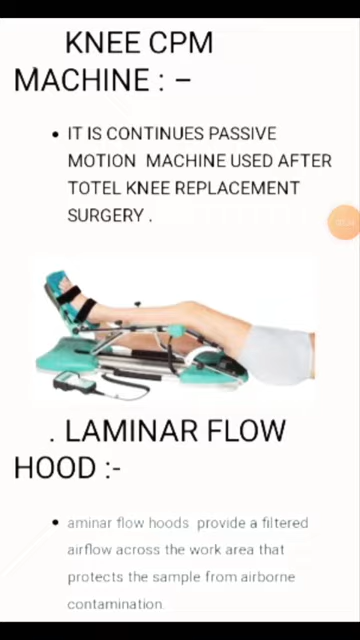 KNEE CPM
MACHINE : –
• IT IS CONTINUES PASSIVE
MOTION MACHINE USED AFTER
TOTEL KNEE REPLACEMENT
SURGERY .
. LAMINAR FLOW
HOOD :-
• aminar flow hoods provide a filtered
airflow across the work area that
protects the sample from airborne
contamination.